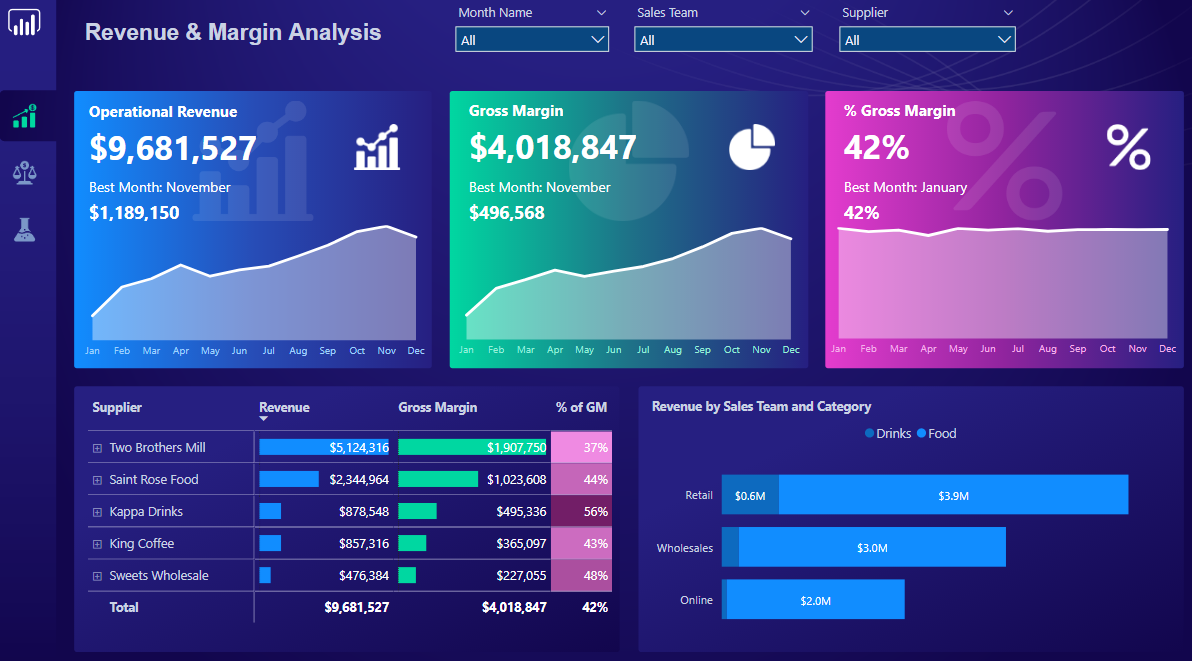 Revenue & Margin Analysis
Month Name
All
Sales Team
All
Supplier
All
Operational Revenue
$9,681,527
Best Month: November
$1,189,150
Jan Feb Mar Apr May Jun Jul Aug Sep Oct Nov Dec
Gross Margin
$4,018,847
Best Month: November
$496,568
Jan Feb Mar Apr May Jun Jul Aug Sep Oct Nov Dec
% Gross Margin
42%
Best Month: January
42%
Jan Feb Mar Apr May Jun Jul Aug Sep Oct Nov Dec
Supplier Revenue Gross Margin % of GM
Two Brothers Mill $5,124,316 $1,907,750 37%
Saint Rose Food $2,344,964 $1,023,608 44%
Kappa Drinks $878,548 $495,336 56%
King Coffee $857,316 $365,097 43%
Sweets Wholesale $476,384 $227,055 48%
Total $9,681,527 $4,018,847 42%
Revenue by Sales Team and Category
Drinks Food
Retail $0.6M $3.9M
Wholesales $3.0M
Online $2.0M